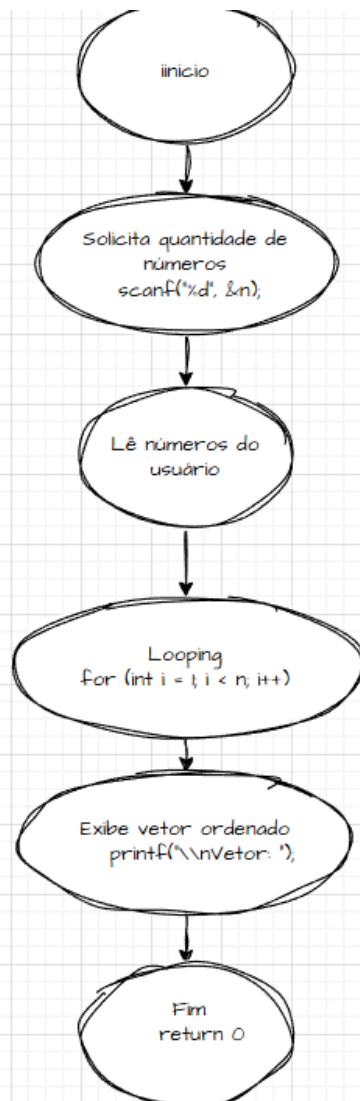 iinicio
Solicita quantidade de
números
scanf("%d", &n);
Lê números do
usuário
Looping
for (int i = 1; i < n; i++)
Exibe vetor ordenado
printf("\\nVetor: ");
Fim
return 0